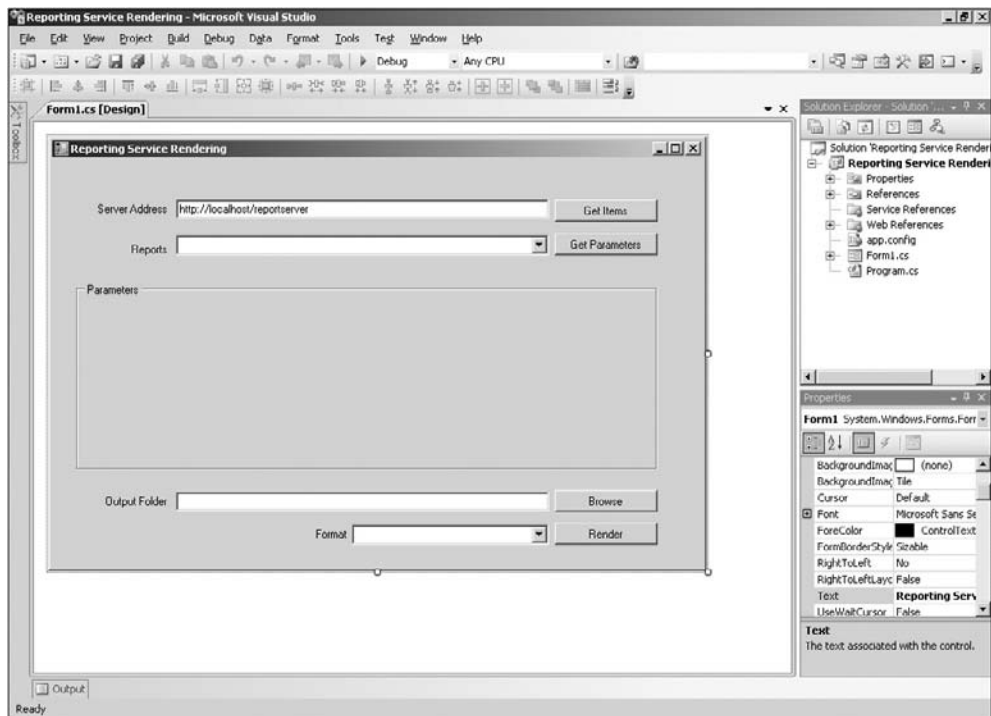 Reporting Service Rendering - Microsoft Visual Studio
File Edit View Project Build Debug Data Format Tools Test Window Help
Debug Any CPU
Form1.cs [Design]
Toolbox
Reporting Service Rendering
Server Address http://localhost/reportserver Get Items
Reports Get Parameters
Parameters
Output Folder Browse
Format Render
Solution Explorer - Solution '...
Solution 'Reporting Service Renderi
Reporting Service Renderi
Properties
References
Service References
Web References
app.config
Form1.cs
Program.cs
Properties
Form1 System.Windows.Forms.Forr
BackgroundImag (none)
BackgroundImag Tile
Cursor Default
Font Microsoft Sans Se
ForeColor ControlText
FormBorderStyle Sizable
RightToLeft No
RightToLeftLayc False
Text Reporting Serv
UseWaitCursor False
Text
The text associated with the control.
Output
Ready